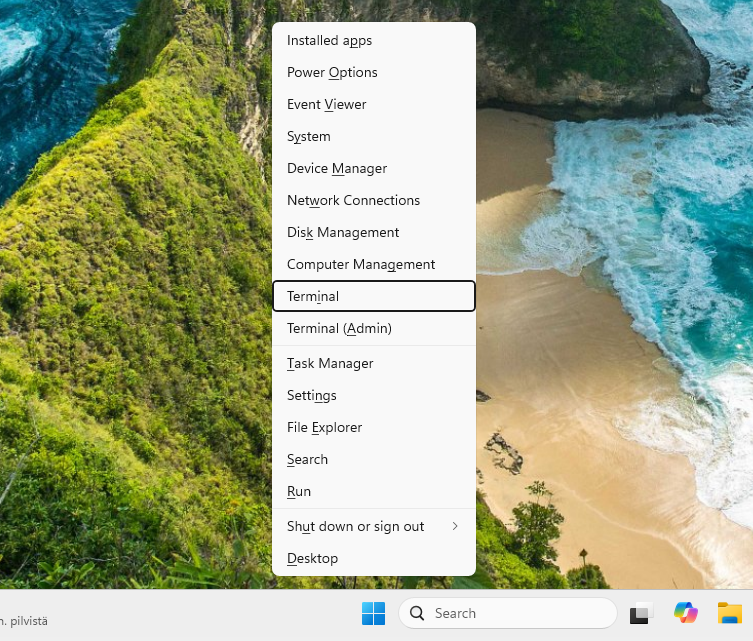 Installed apps
Power Options
Event Viewer
System
Device Manager
Network Connections
Disk Management
Computer Management
Terminal
Terminal (Admin)
Task Manager
Settings
File Explorer
Search
Run
Shut down or sign out
Desktop
pilvistä
Search